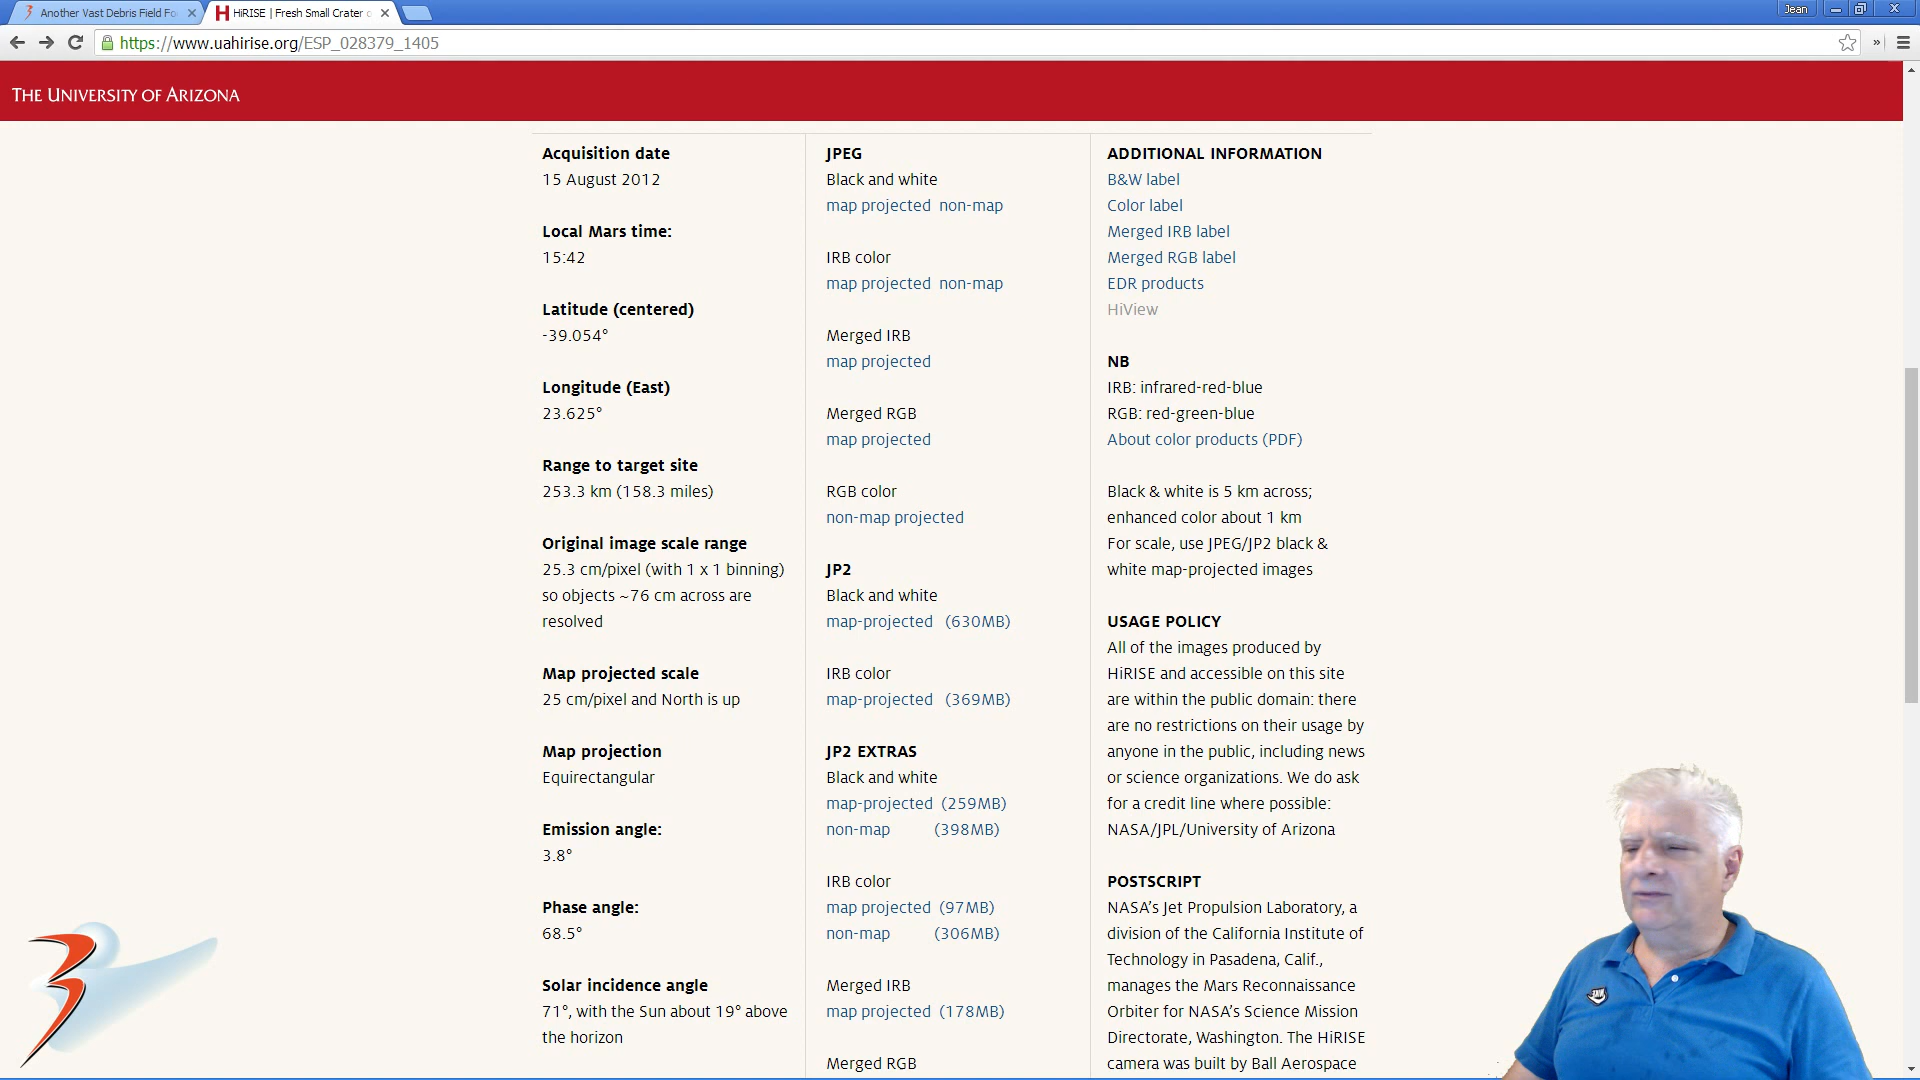 Another Vast Debris Field Fo
HiRISE | Fresh Small Crater
Jean
https://www.uahirise.org/ESP_028379_1405
THE UNIVERSITY OF ARIZONA
Acquisition date
15 August 2012
Local Mars time:
15:42
Latitude (centered)
-39.054°
Longitude (East)
23.625°
Range to target site
253.3 km (158.3 miles)
Original image scale range
25.3 cm/pixel (with 1 x 1 binning)
so objects ~76 cm across are
resolved
Map projected scale
25 cm/pixel and North is up
Map projection
Equirectangular
Emission angle:
3.8°
Phase angle:
68.5°
Solar incidence angle
71°, with the Sun about 19° above
the horizon
JPEG
Black and white
map projected non-map
IRB color
map projected non-map
Merged IRB
map projected
Merged RGB
map projected
RGB color
non-map projected
JP2
Black and white
map-projected (630MB)
IRB color
map-projected (369MB)
JP2 EXTRAS
Black and white
map-projected (259MB)
non-map (398MB)
IRB color
map projected (97MB)
non-map (306MB)
Merged IRB
map projected (178MB)
Merged RGB
ADDITIONAL INFORMATION
B&W label
Color label
Merged IRB label
Merged RGB label
EDR products
HiView
NB
IRB: infrared-red-blue
RGB: red-green-blue
About color products (PDF)
Black & white is 5 km across;
enhanced color about 1 km
For scale, use JPEG/JP2 black &
white map-projected images
USAGE POLICY
All of the images produced by
HiRISE and accessible on this site
are within the public domain: there
are no restrictions on their usage by
anyone in the public, including news
or science organizations. We do ask
for a credit line where possible:
NASA/JPL/University of Arizona
POSTSCRIPT
NASA's Jet Propulsion Laboratory, a
division of the California Institute of
Technology in Pasadena, Calif.,
manages the Mars Reconnaissance
Orbiter for NASA's Science Mission
Directorate, Washington. The HiRISE
camera was built by Ball Aerospace